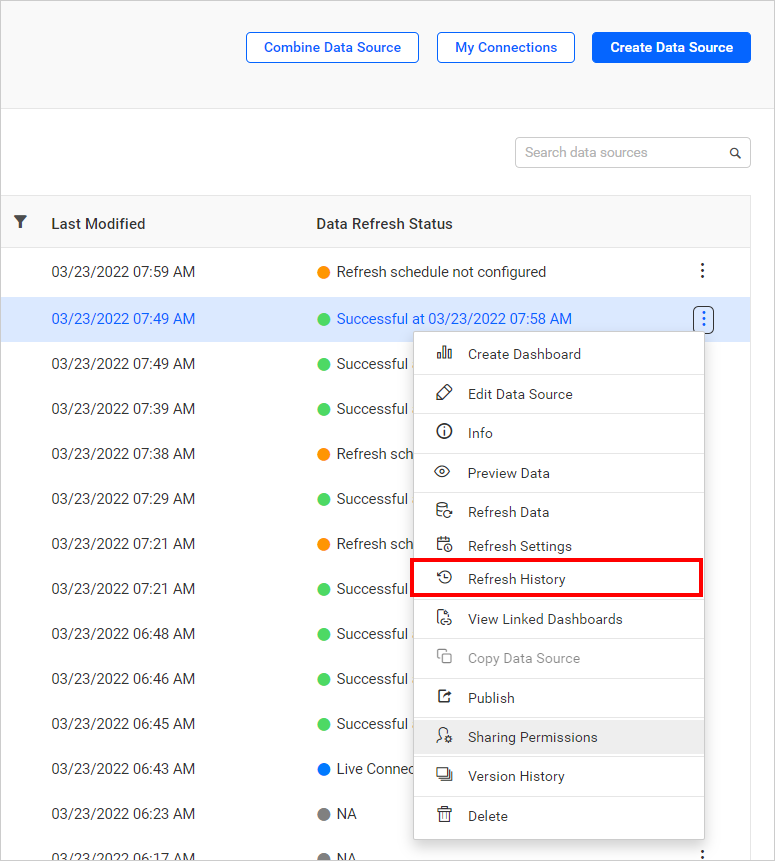 Combine Data Source My Connections Create Data Source
Search data sources
Last Modified Data Refresh Status
03/23/2022 07:59 AM Refresh schedule not configured
03/23/2022 07:49 AM Successful at 03/23/2022 07:58 AM
03/23/2022 07:49 AM Successful
03/23/2022 07:39 AM Successful
03/23/2022 07:38 AM Refresh sch
03/23/2022 07:29 AM Successful
03/23/2022 07:21 AM Refresh sch
03/23/2022 07:21 AM Successful
03/23/2022 06:48 AM Successful
03/23/2022 06:46 AM Successful
03/23/2022 06:45 AM Successful
03/23/2022 06:43 AM Live Connec
03/23/2022 06:23 AM NA
03/23/2022 06:17 AM NA
Create Dashboard
Edit Data Source
Info
Preview Data
Refresh Data
Refresh Settings
Refresh History
View Linked Dashboards
Copy Data Source
Publish
Sharing Permissions
Version History
Delete